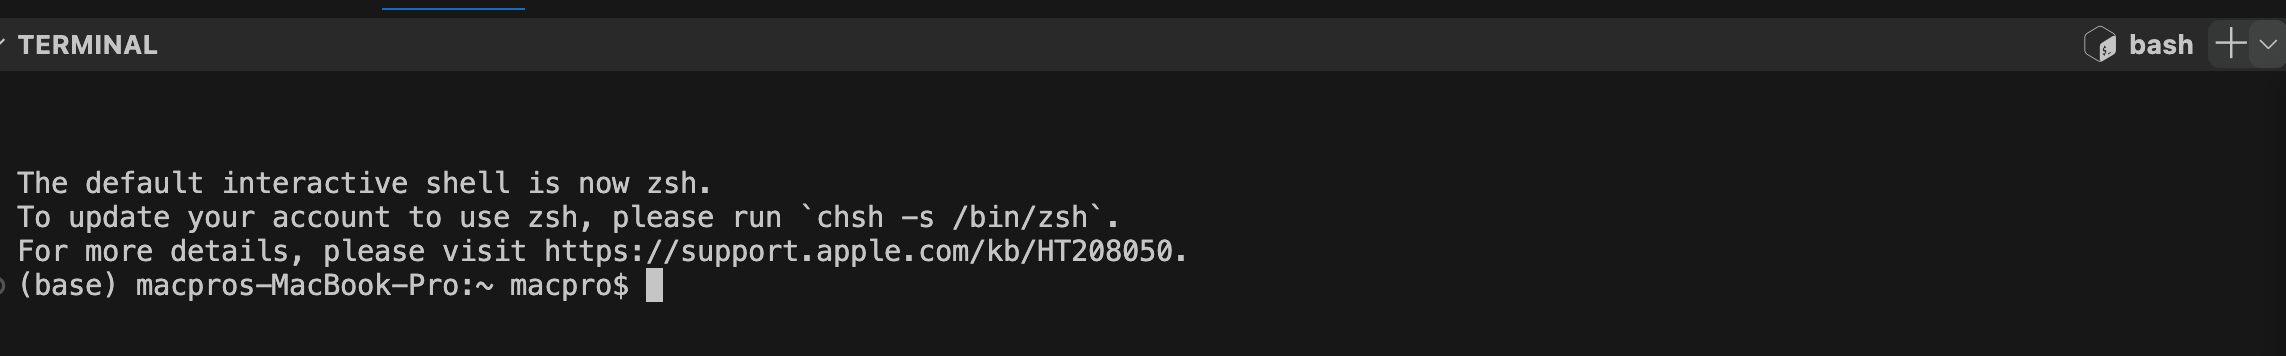 TERMINAL
bash
The default interactive shell is now zsh.
To update your account to use zsh, please run `chsh -s /bin/zsh`.
For more details, please visit https://support.apple.com/kb/HT208050.
(base) macpros-MacBook-Pro:~ macpro$